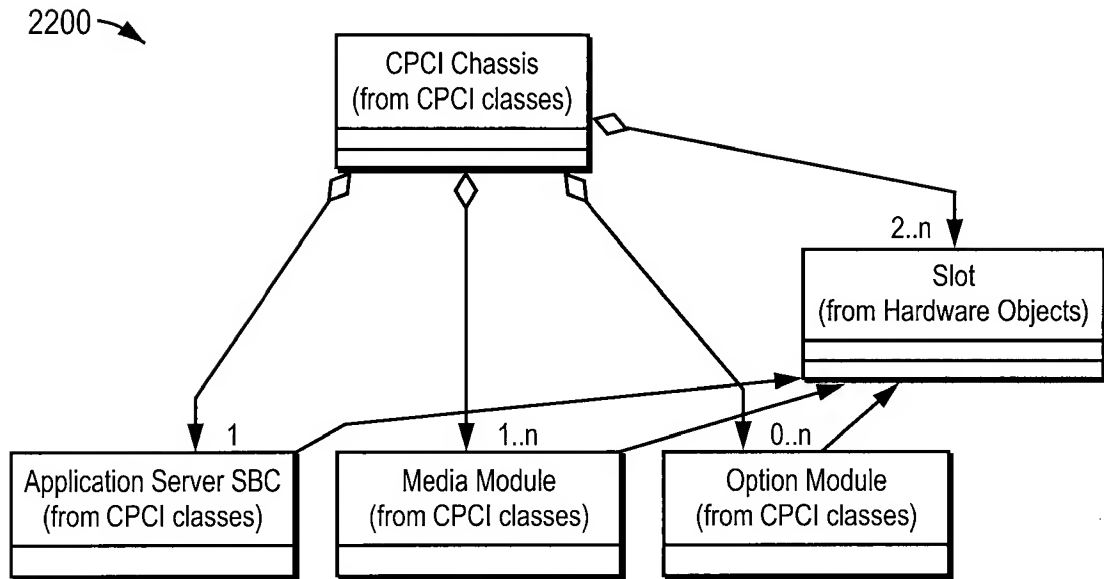 2200
CPCI Chassis
(from CPCI classes)
2..n
Slot
(from Hardware Objects)
1
1..n
0..n
Application Server SBC
(from CPCI classes)
Media Module
(from CPCI classes)
Option Module
(from CPCI classes)